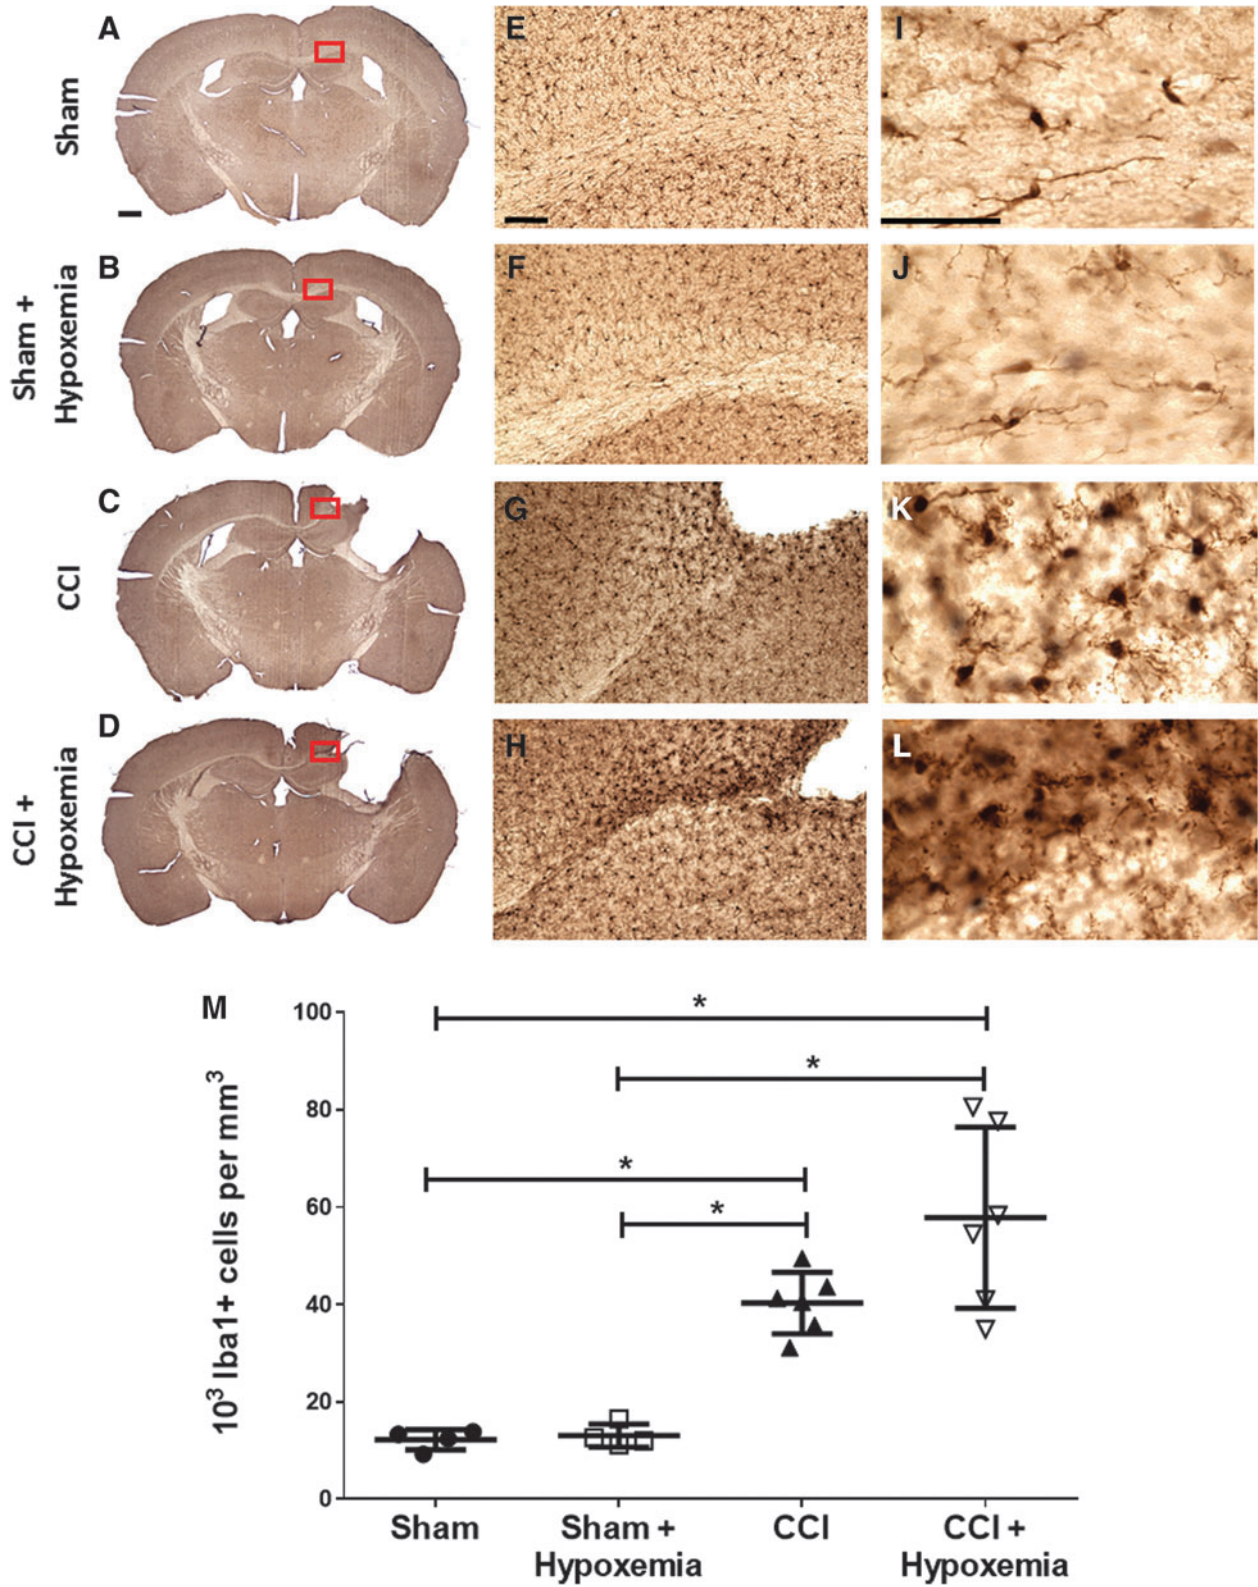 A
E
I
Sham
B
F
J
Sham +
Hypoxemia
C
G
K
CCI
D
H
L
CCI +
Hypoxemia
M
10³ Iba1+ cells per mm³
100
80
60
40
20
0
*
*
*
*
Sham
Sham +
Hypoxemia
CCI
CCI +
Hypoxemia